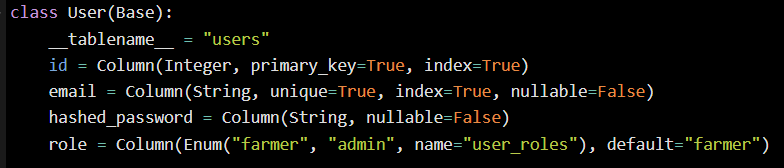 class User(Base):
    __tablename__ = "users"
    id = Column(Integer, primary_key=True, index=True)
    email = Column(String, unique=True, index=True, nullable=False)
    hashed_password = Column(String, nullable=False)
    role = Column(Enum("farmer", "admin", name="user_roles"), default="farmer")